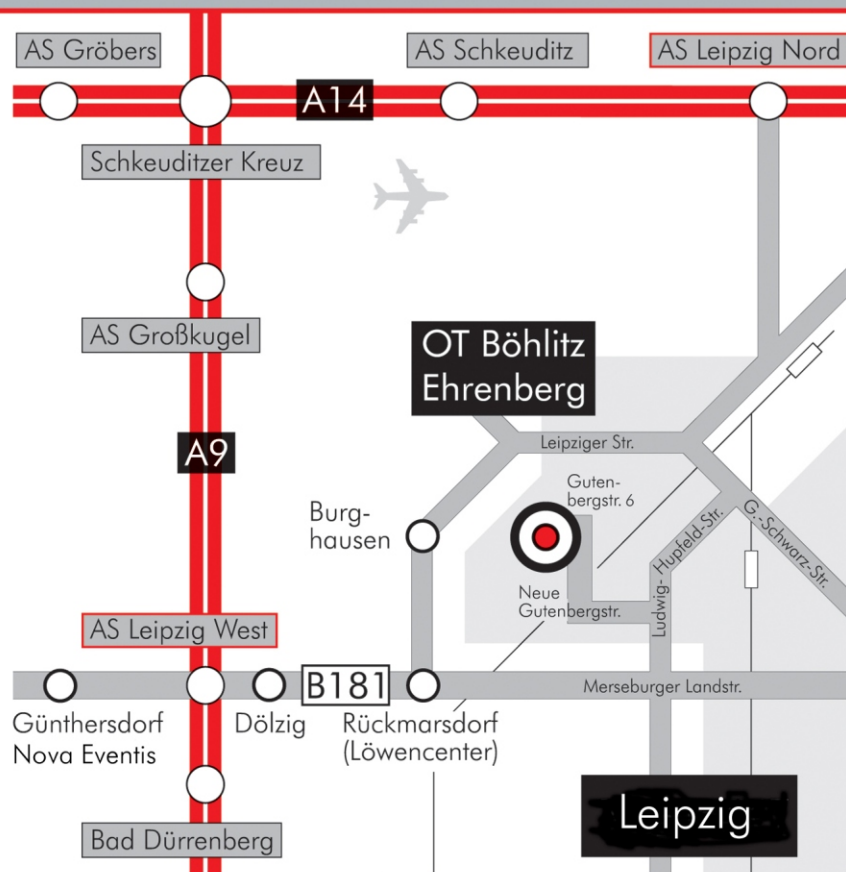 AS Gröbers
AS Schkeuditz
AS Leipzig Nord
A14
Schkeuditzer Kreuz
AS Großkugel
OT Böhlitz
Ehrenberg
A9
Leipziger Str.
Guten-
bergstr. 6
Burg-
hausen
Hupfeld-Str.
G.-Schwarz-Str.
Neue
Gutenbergstr.
Ludwig-
AS Leipzig West
B181
Merseburger Landstr.
Günthersdorf
Nova Eventis
Dölzig
Rückmarsdorf
(Löwencenter)
Leipzig
Bad Dürrenberg